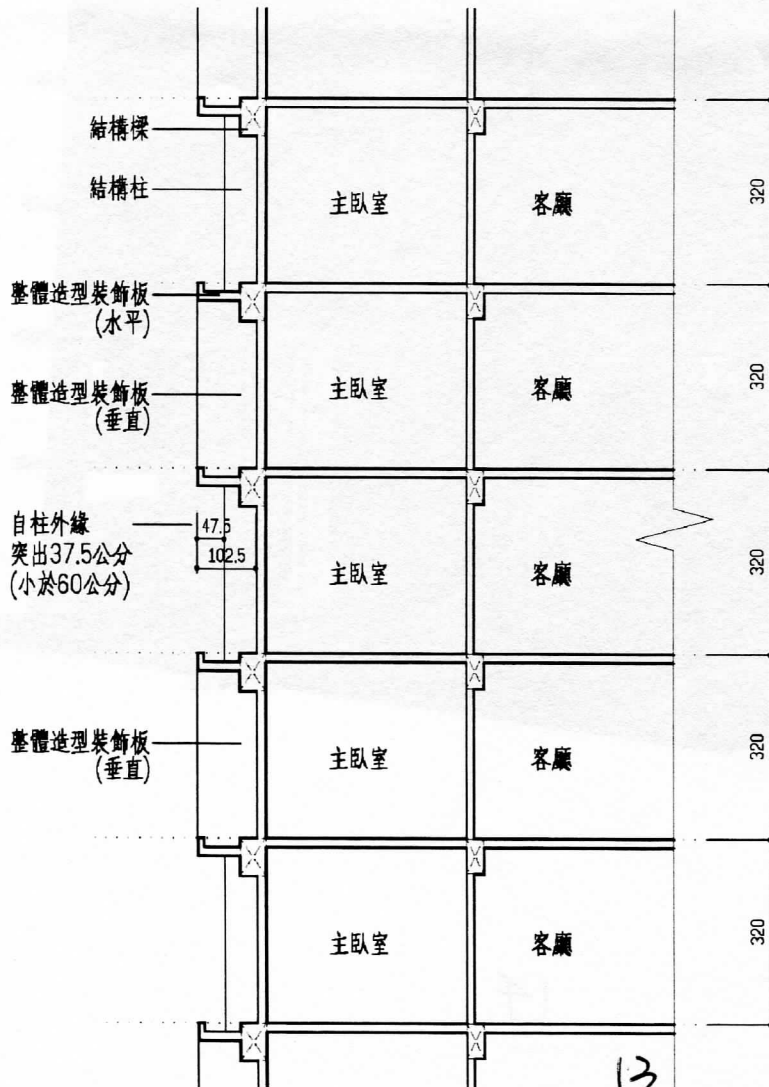 結構樑
結構柱
主臥室
客廳
320
整體造型裝飾板
(水平)
整體造型裝飾板
(垂直)
主臥室
客廳
320
自柱外緣
突出37.5公分
(小於60公分)
47.5
102.5
主臥室
客廳
320
整體造型裝飾板
(垂直)
主臥室
客廳
320
主臥室
客廳
320
13